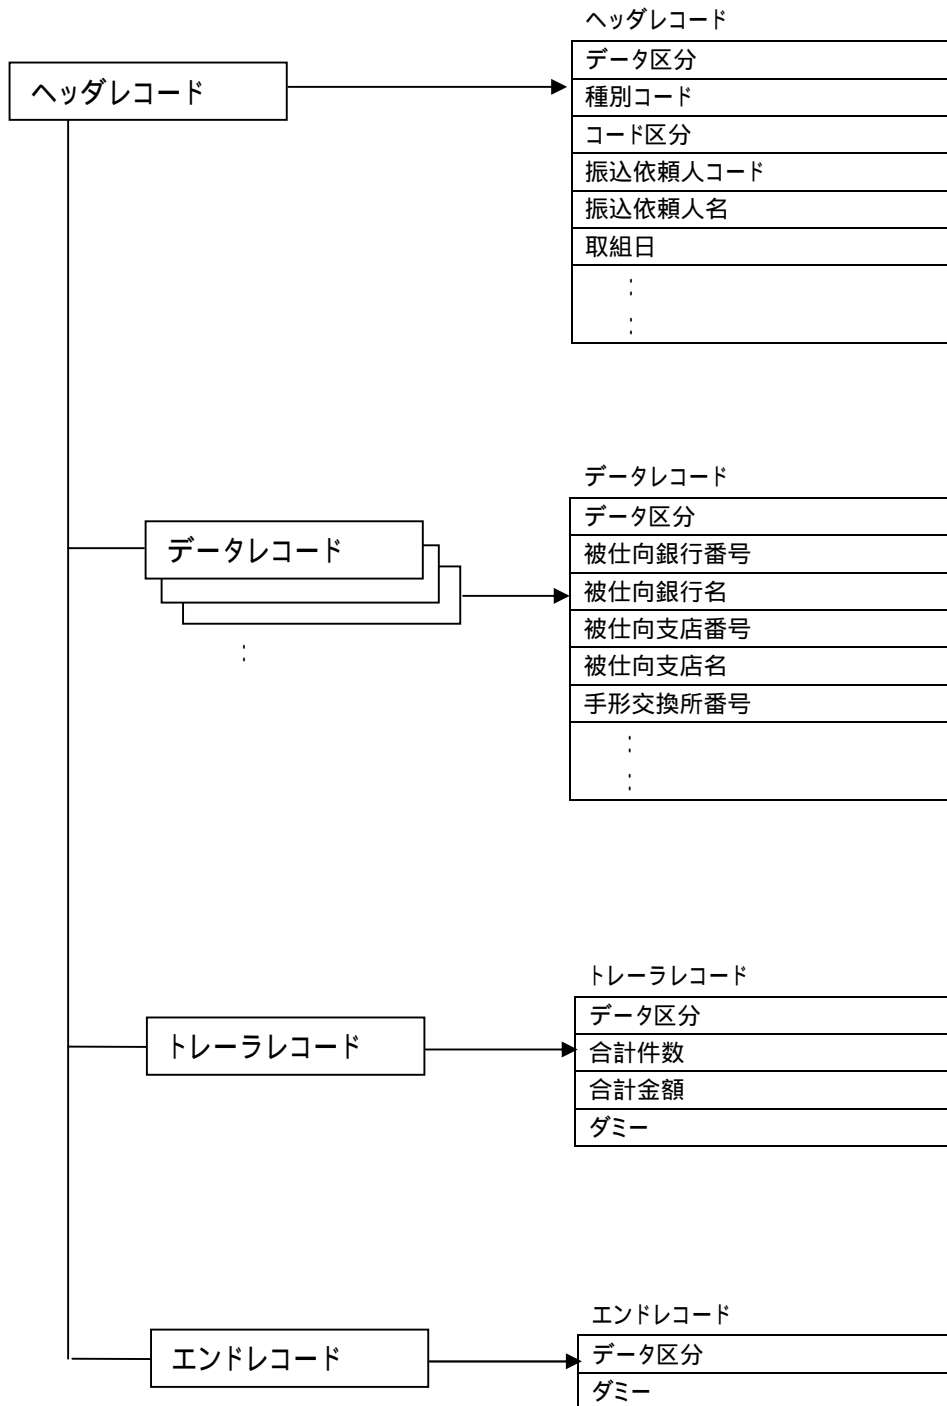 ヘッダレコード
ヘッダレコード
データ区分
種別コード
コード区分
振込依頼人コード
振込依頼人名
取組日
:
:
データレコード
:
データレコード
データ区分
被仕向銀行番号
被仕向銀行名
被仕向支店番号
被仕向支店名
手形交換所番号
:
:
トレーラレコード
トレーラレコード
データ区分
合計件数
合計金額
ダミー
エンドレコード
エンドレコード
データ区分
ダミー